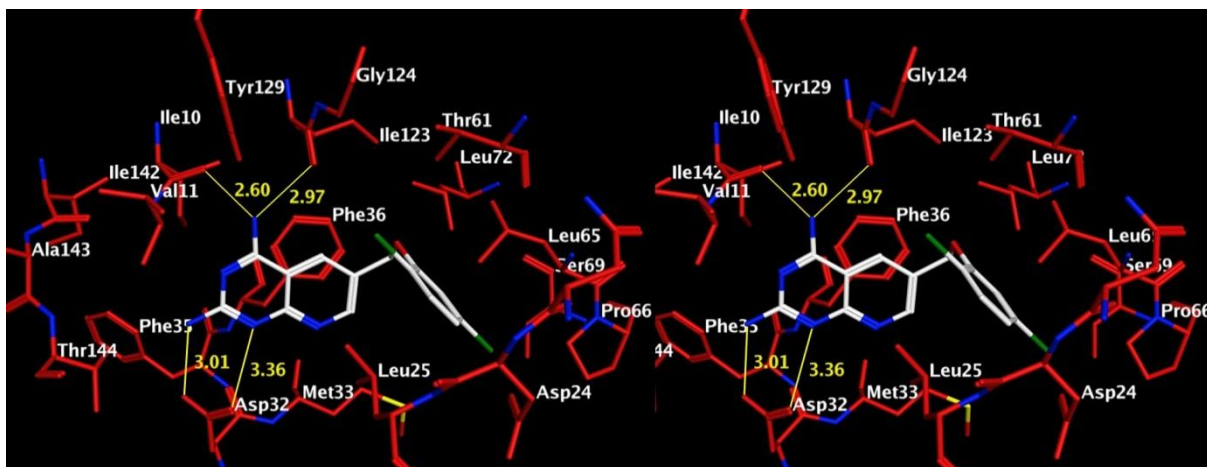 Tyr129
Gly124
Ile10
Ile123
Thr61
Ile142
Val11
Leu72
2.60
2.97
Phe36
Ala143
Leu65
Ser69
Pro66
Phe35
Thr144
3.01
3.36
Leu25
Asp32
Met33
Asp24
Tyr129
Gly124
Ile10
Ile123
Thr61
Ile142
Val11
2.60
2.97
Phe36
Ser69
Pro66
3.01
3.36
Leu25
Asp32
Met33
Asp24